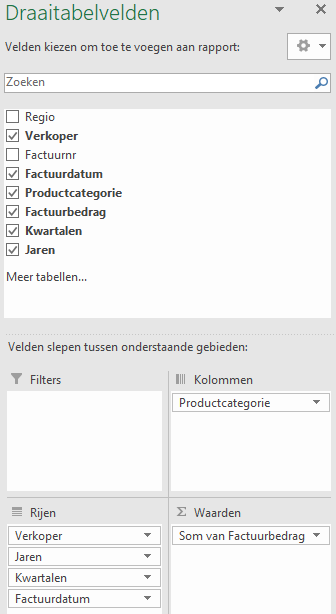 Draaitabelvelden
Velden kiezen om toe te voegen aan rapport:
Zoeken
Regio
Verkoper
Factuurnr
Factuurdatum
Productcategorie
Factuurbedrag
Kwartalen
Jaren
Meer tabellen...
Velden slepen tussen onderstaande gebieden:
Filters
Kolommen
Productcategorie
Rijen
Verkoper
Jaren
Kwartalen
Factuurdatum
Waarden
Som van Factuurbedrag